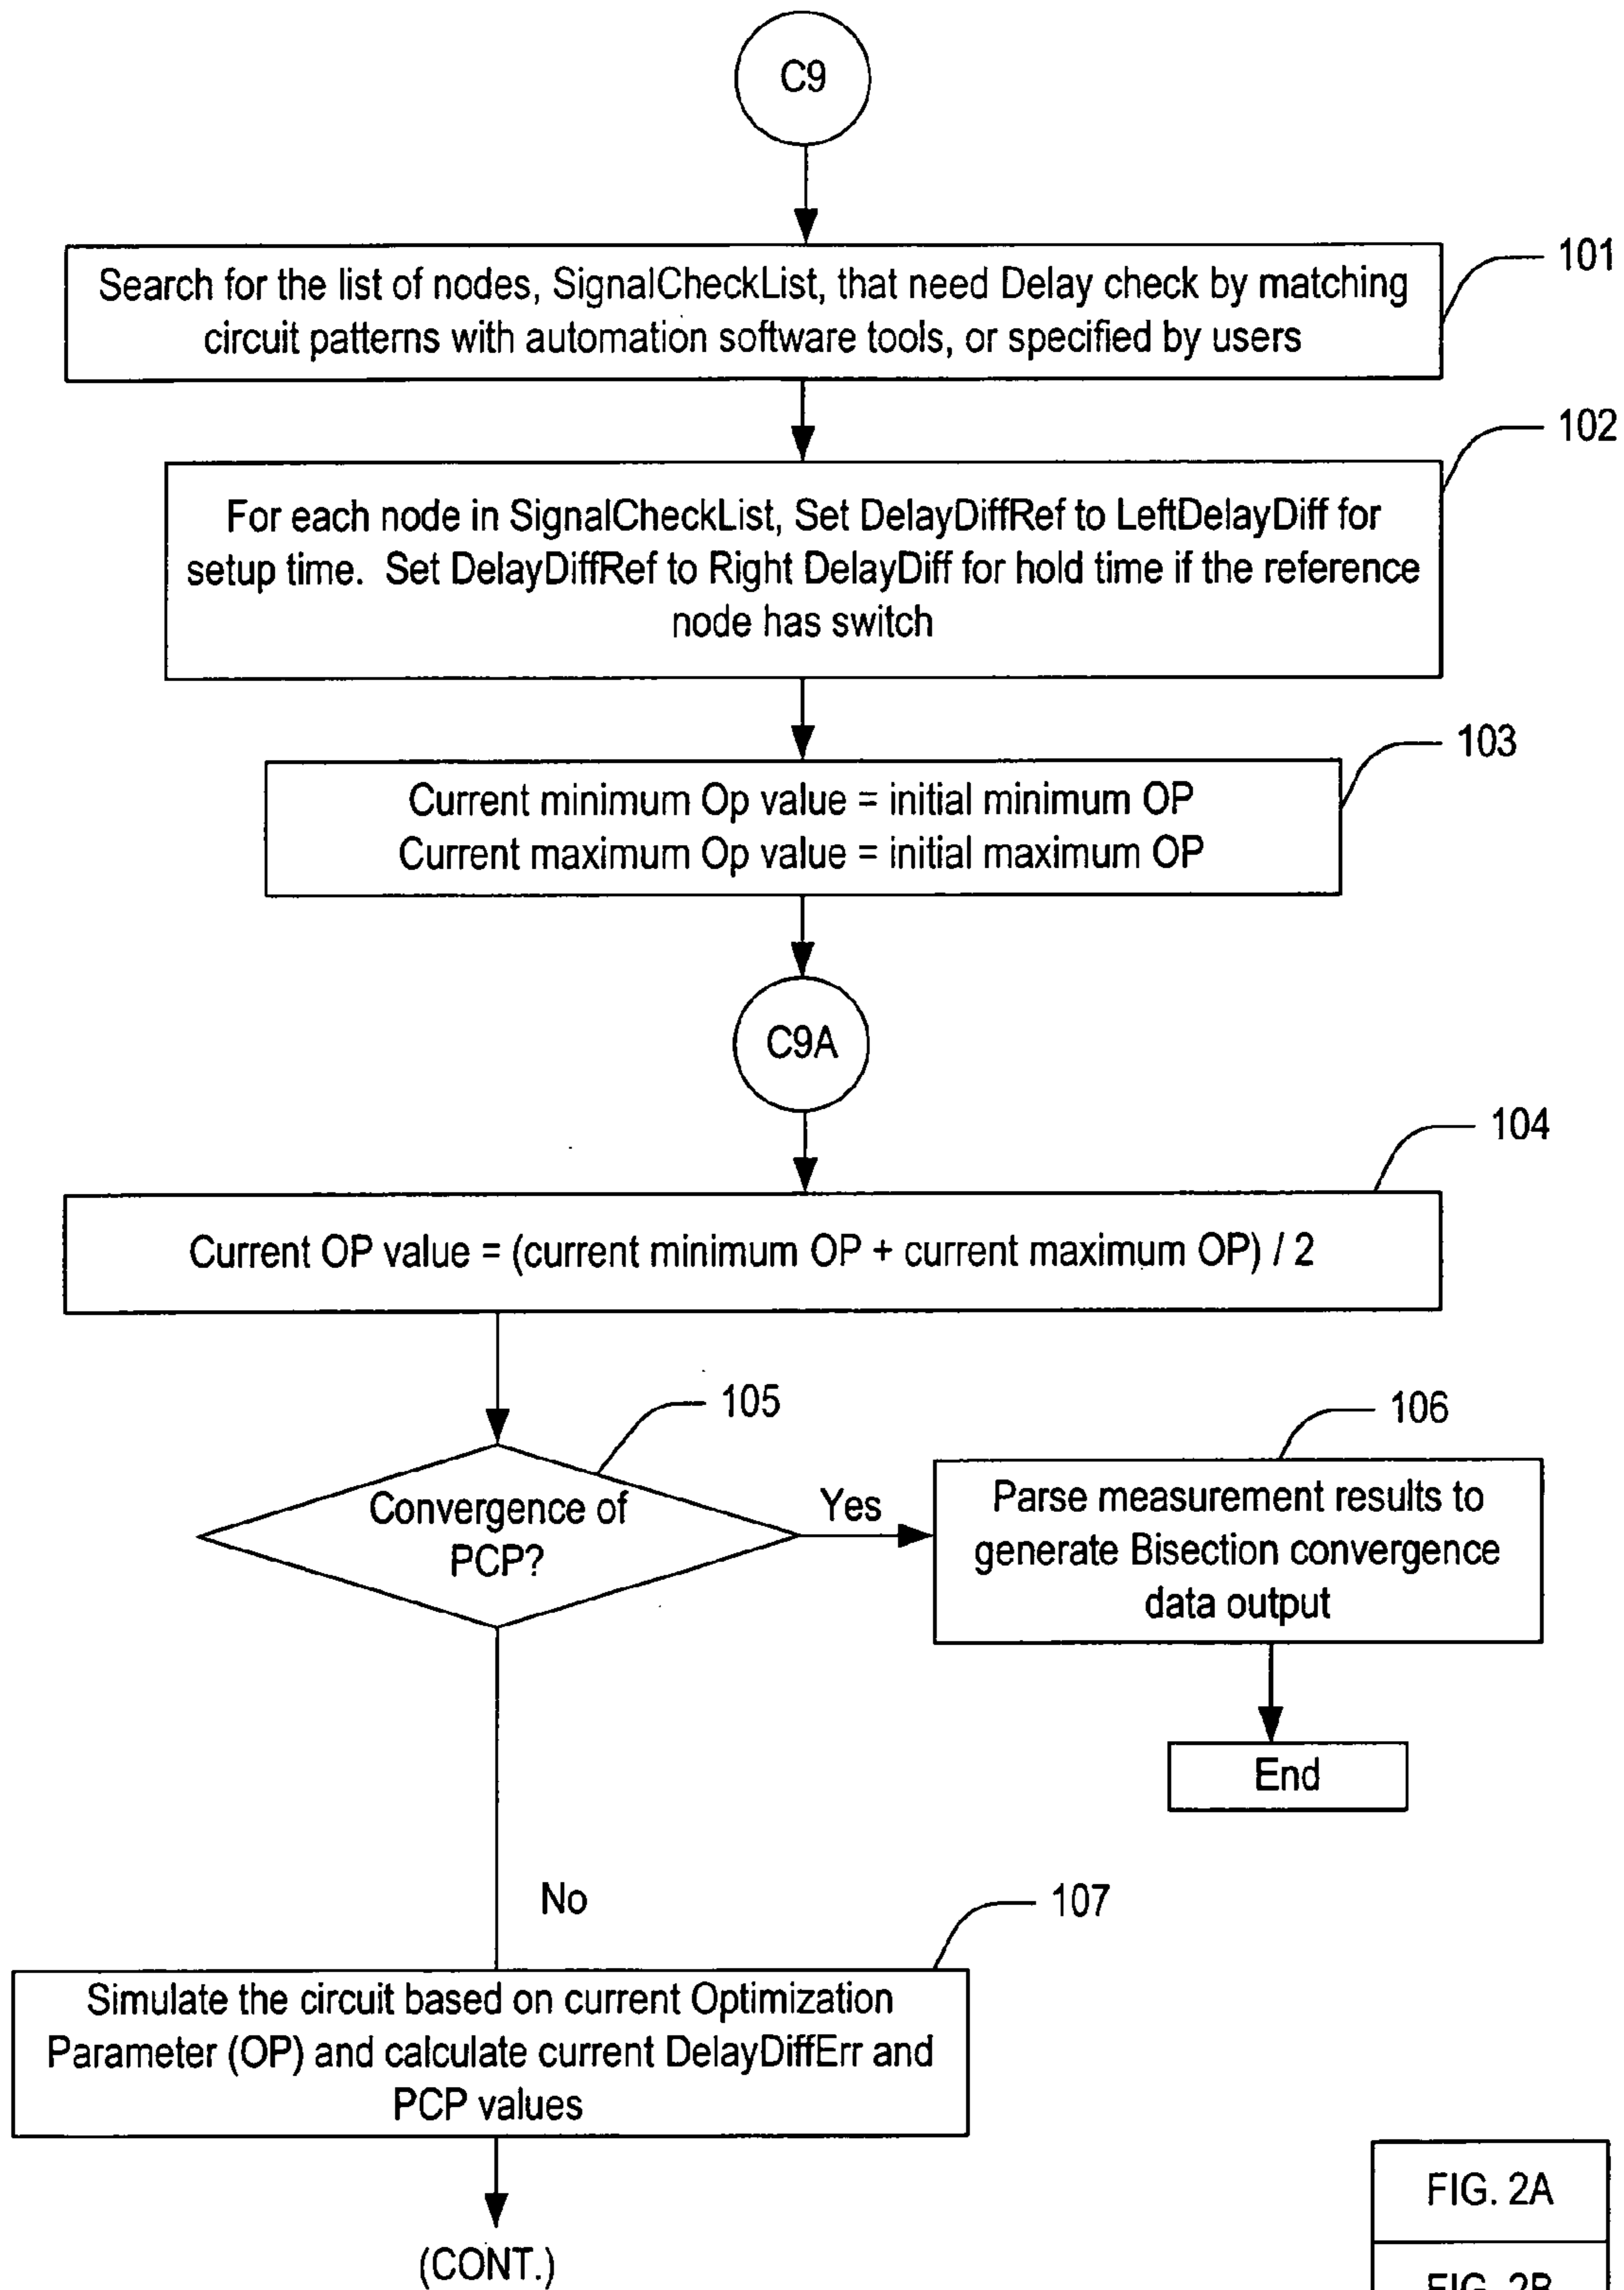 C9
101
Search for the list of nodes, SignalCheckList, that need Delay check by matching
circuit patterns with automation software tools, or specified by users
102
For each node in SignalCheckList, Set DelayDiffRef to LeftDelayDiff for
setup time. Set DelayDiffRef to Right DelayDiff for hold time if the reference
node has switch
103
Current minimum Op value = initial minimum OP
Current maximum Op value = initial maximum OP
C9A
104
Current OP value = (current minimum OP + current maximum OP) / 2
105
106
Convergence of
PCP?
Yes
Parse measurement results to
generate Bisection convergence
data output
End
No
107
Simulate the circuit based on current Optimization
Parameter (OP) and calculate current DelayDiffErr and
PCP values
(CONT.)
FIG. 2A
FIG. 2B